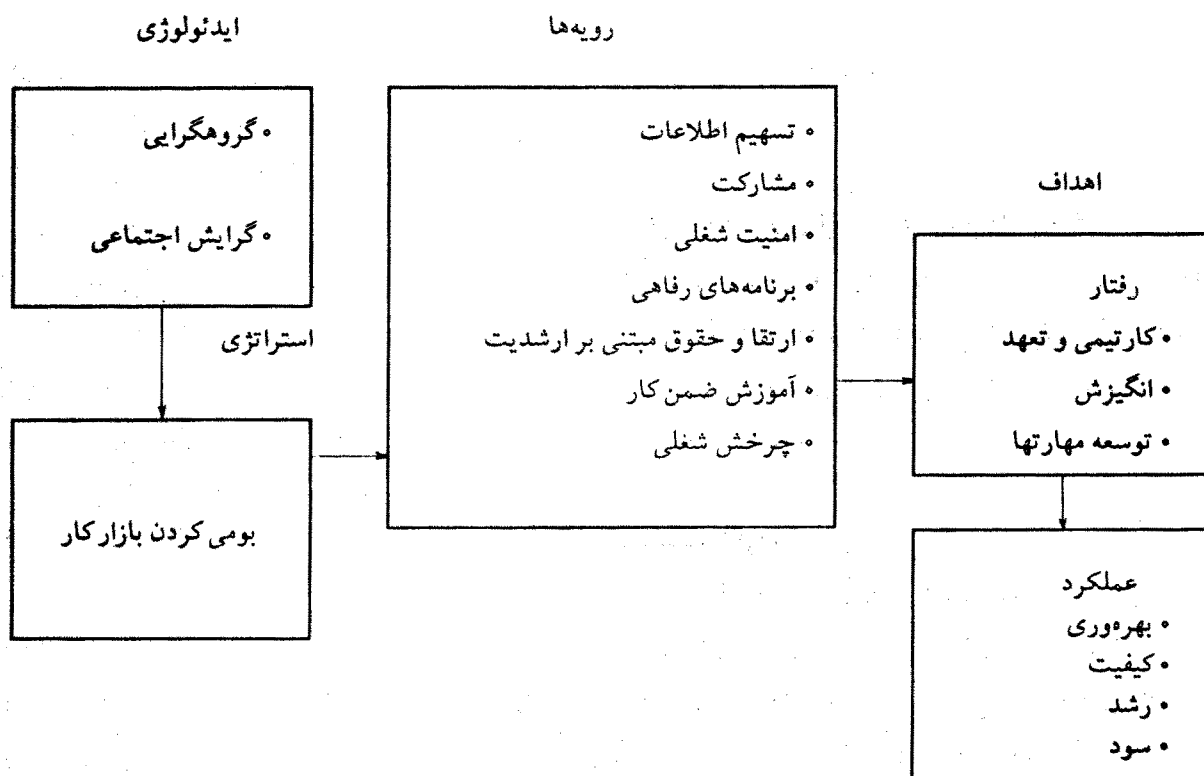 ایدئولوژی
• گروهگرایی
• گرایش اجتماعی
استراتژی
بومی کردن بازار کار
رویه‌ها
• تسهیم اطلاعات
• مشارکت
• امنیت شغلی
• برنامه‌های رفاهی
• ارتقا و حقوق مبتنی بر ارشدیت
• آموزش ضمن کار
• چرخش شغلی
اهداف
رفتار
• کارتیمی و تعهد
• انگیزش
• توسعه مهارتها
عملکرد
• بهره‌وری
• کیفیت
• رشد
• سود